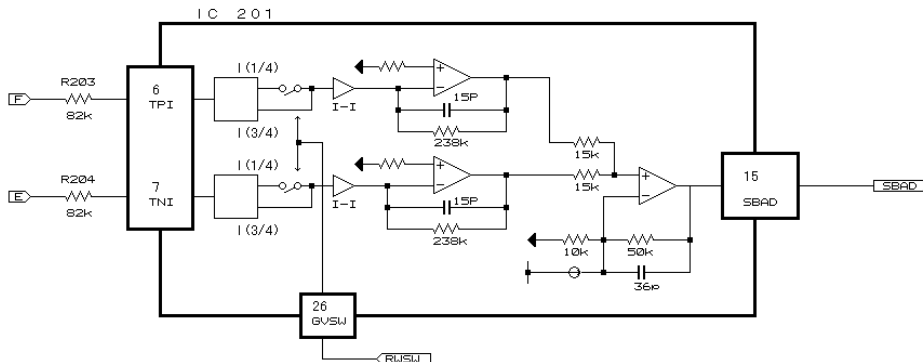 IC 201
I(1/4)
R203
F
82k
6
TPI
I(3/4)
I-I
+
-
15P
238k
15k
I(1/4)
R204
E
82k
7
TNI
I(3/4)
I-I
+
-
15P
238k
15k
+
-
10k
50k
36p
15
SBAD
SBAD
26
GVSW
RWSW